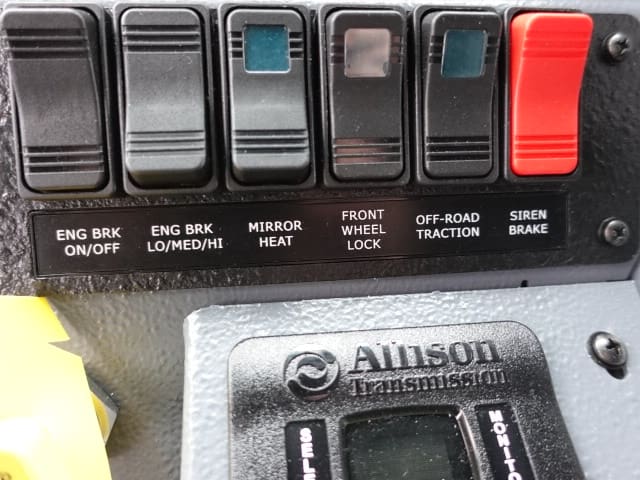 ENG BRK
ON/OFF
ENG BRK
LO/MED/HI
MIRROR
HEAT
FRONT
WHEEL
LOCK
OFF-ROAD
TRACTION
SIREN
BRAKE
Allison
Transmission